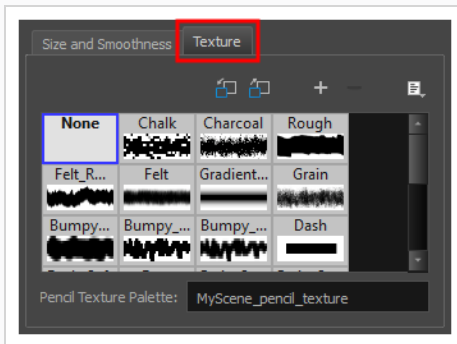 Size and Smoothness Texture
None Chalk Charcoal Rough
Felt_R... Felt Gradient... Grain
Bumpy... Bumpy_... Bumpy_... Dash
Pencil Texture Palette: MyScene_pencil_texture